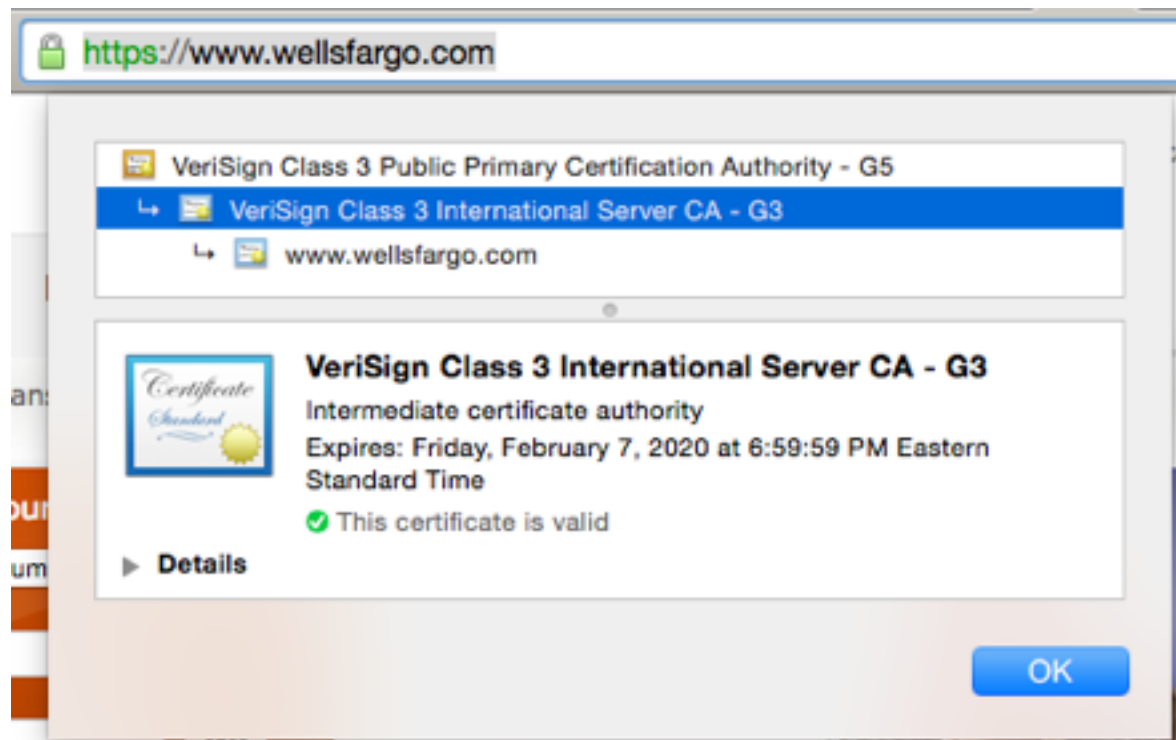 https://www.wellsfargo.com
VeriSign Class 3 Public Primary Certification Authority - G5
VeriSign Class 3 International Server CA - G3
www.wellsfargo.com
Certificate
Standard
VeriSign Class 3 International Server CA - G3
Intermediate certificate authority
Expires: Friday, February 7, 2020 at 6:59:59 PM Eastern
Standard Time
This certificate is valid
Details
OK